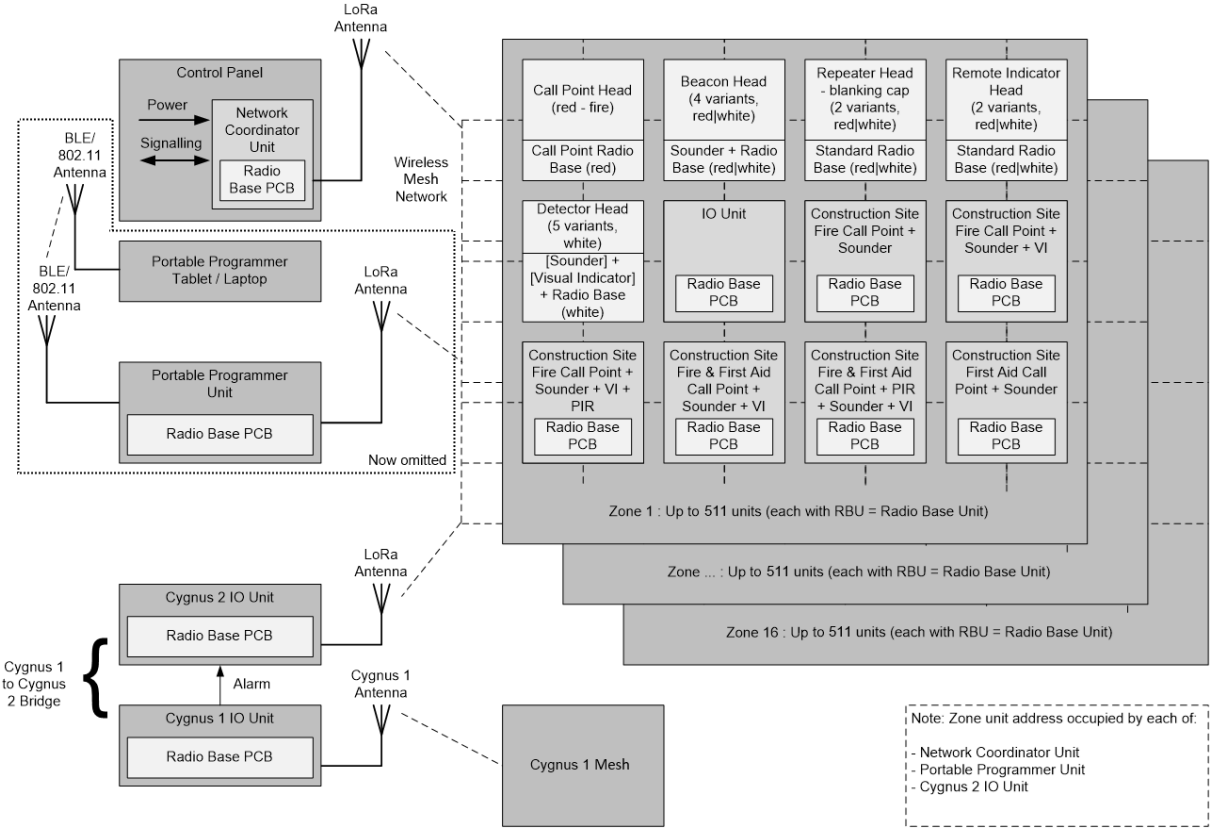 LoRa
Antenna
Control Panel
Power
Signalling
Network
Coordinator
Unit
Radio
Base PCB
BLE/
802.11
Antenna
Wireless
Mesh
Network
Portable Programmer
Tablet / Laptop
BLE/
802.11
Antenna
LoRa
Antenna
Portable Programmer
Unit
Radio Base PCB
Now omitted
Call Point Head
(red - fire)
Call Point Radio
Base (red)
Beacon Head
(4 variants,
red|white)
Sounder + Radio
Base (red|white)
Repeater Head
- blanking cap
(2 variants,
red|white)
Standard Radio
Base (red|white)
Remote Indicator
Head
(2 variants,
red|white)
Standard Radio
Base (red|white)
Detector Head
(5 variants,
white)
[Sounder] +
[Visual Indicator]
+ Radio Base
(white)
IO Unit
Radio Base
PCB
Construction Site
Fire Call Point +
Sounder
Radio Base
PCB
Construction Site
Fire Call Point +
Sounder + VI
Radio Base
PCB
Construction Site
Fire Call Point +
Sounder + VI +
PIR
Radio Base
PCB
Construction Site
Fire & First Aid
Call Point +
Sounder + VI
Radio Base
PCB
Construction Site
Fire & First Aid
Call Point + PIR
+ Sounder + VI
Radio Base
PCB
Construction Site
First Aid Call
Point + Sounder
Radio Base
PCB
Zone 1 : Up to 511 units (each with RBU = Radio Base Unit)
Zone ... : Up to 511 units (each with RBU = Radio Base Unit)
Zone 16 : Up to 511 units (each with RBU = Radio Base Unit)
LoRa
Antenna
Cygnus 2 IO Unit
Radio Base PCB
Cygnus 1
to Cygnus
2 Bridge
Alarm
Cygnus 1
Antenna
Cygnus 1 IO Unit
Radio Base PCB
Cygnus 1 Mesh
Note: Zone unit address occupied by each of:
- Network Coordinator Unit
- Portable Programmer Unit
- Cygnus 2 IO Unit